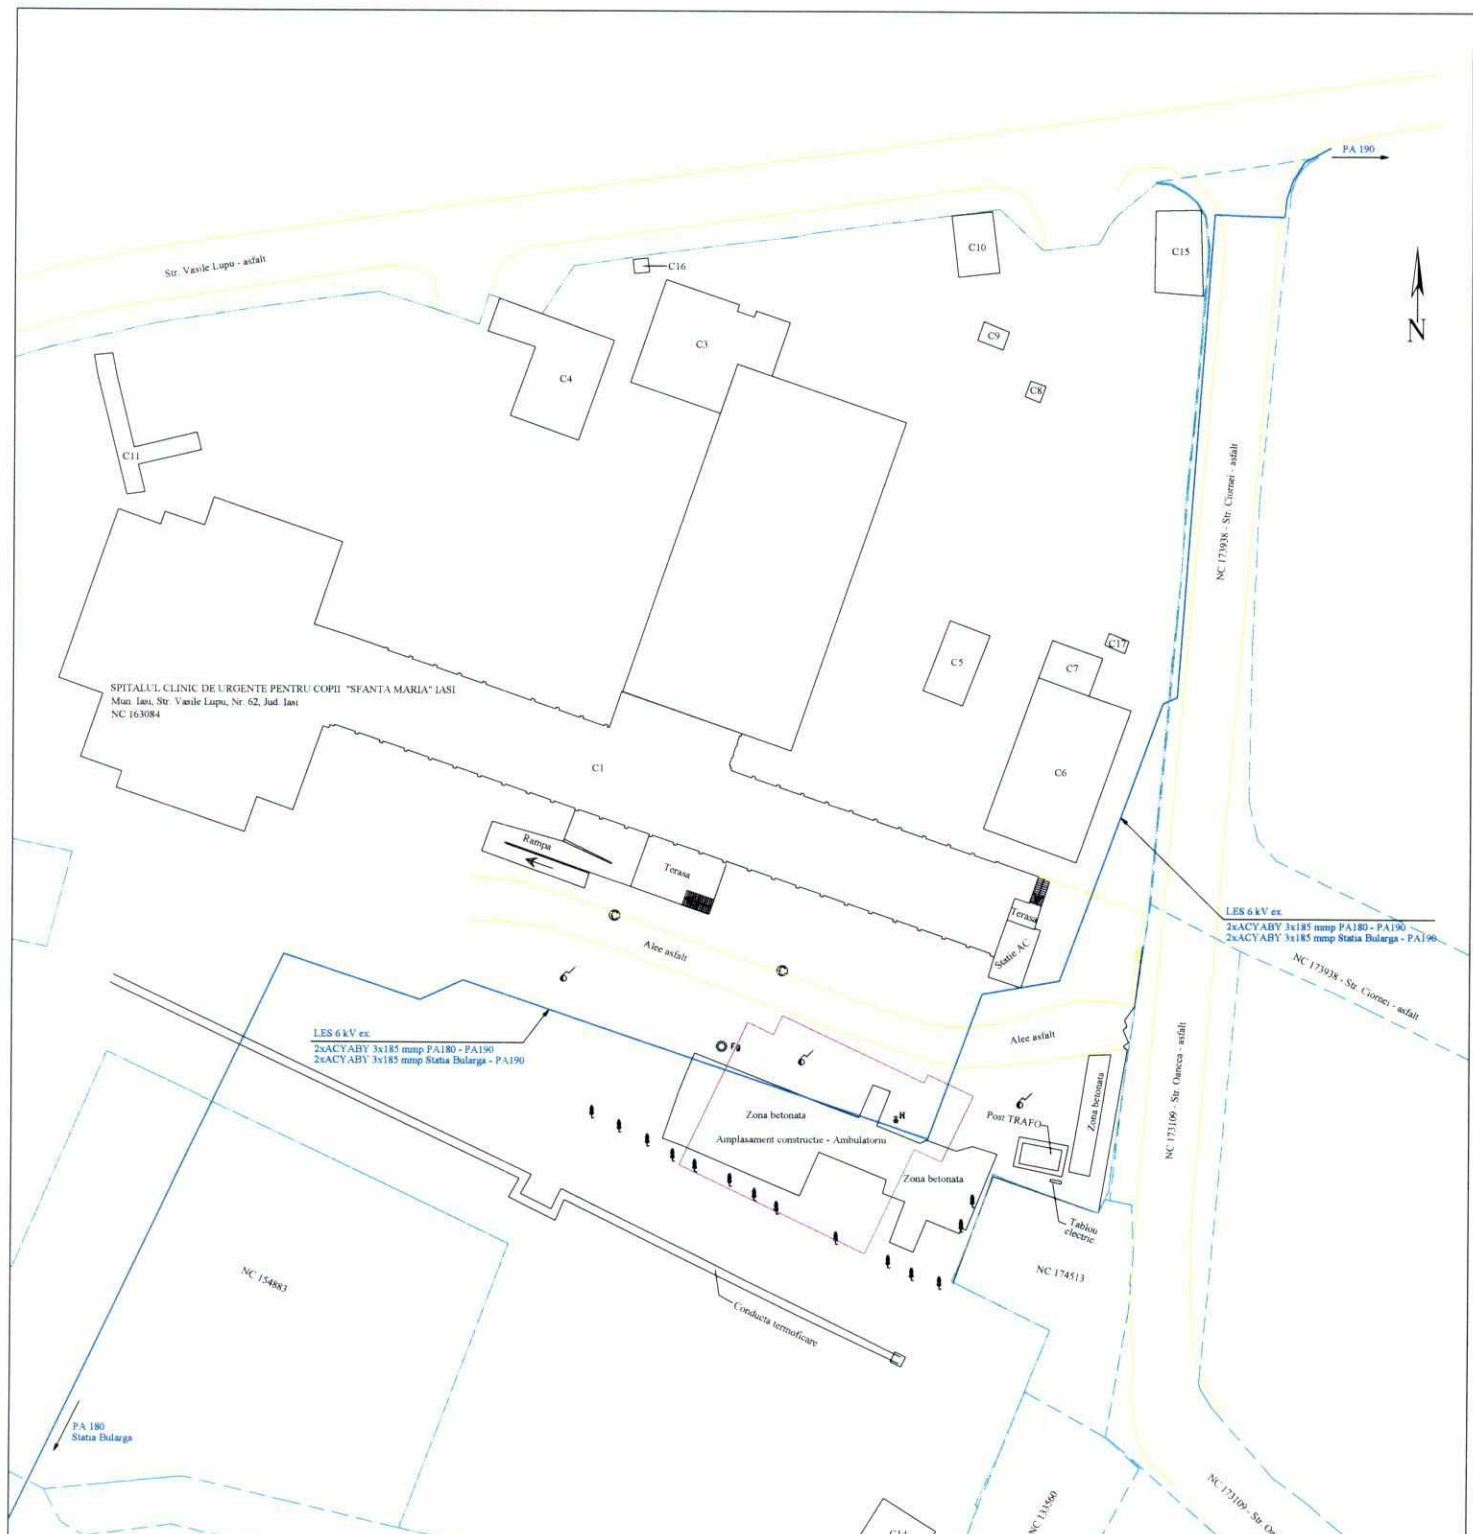 PA 190
Str. Vasile Lupu - asfalt
C10
C15
C16
C9
C3
N
C4
C8
C11
NC 173938 - Str. Ciornei - asfalt
C5
C17
C7
SPITALUL CLINIC DE URGENTE PENTRU COPII "SFANTA MARIA" IASI
Mun. Iasi, Str. Vasile Lupu, Nr. 62, Jud. Iasi
NC 163084
C1
C6
Rampa
Terasa
Terasa
LES 6 kV ex.
2xACYABY 3x185 mmp PA180 - PA190
2xACYABY 3x185 mmp Statia Bularga - PA190
Alee asfalt
Statie AC
NC 173938 - Str. Ciornei - asfalt
LES 6 kV ex.
2xACYABY 3x185 mmp PA180 - PA190
2xACYABY 3x185 mmp Statia Bularga - PA190
Alee asfalt
NC 173109 - Str. Oancea - asfalt
Zona betonata
Zona betonata
Post TRAFO
Amplasament constructie - Ambulatoriu
Zona betonata
Tablou
electric
NC 174513
NC 154883
Conducta termoficare
PA 180
Statia Bularga
NC 133560
NC 173109 - Str.